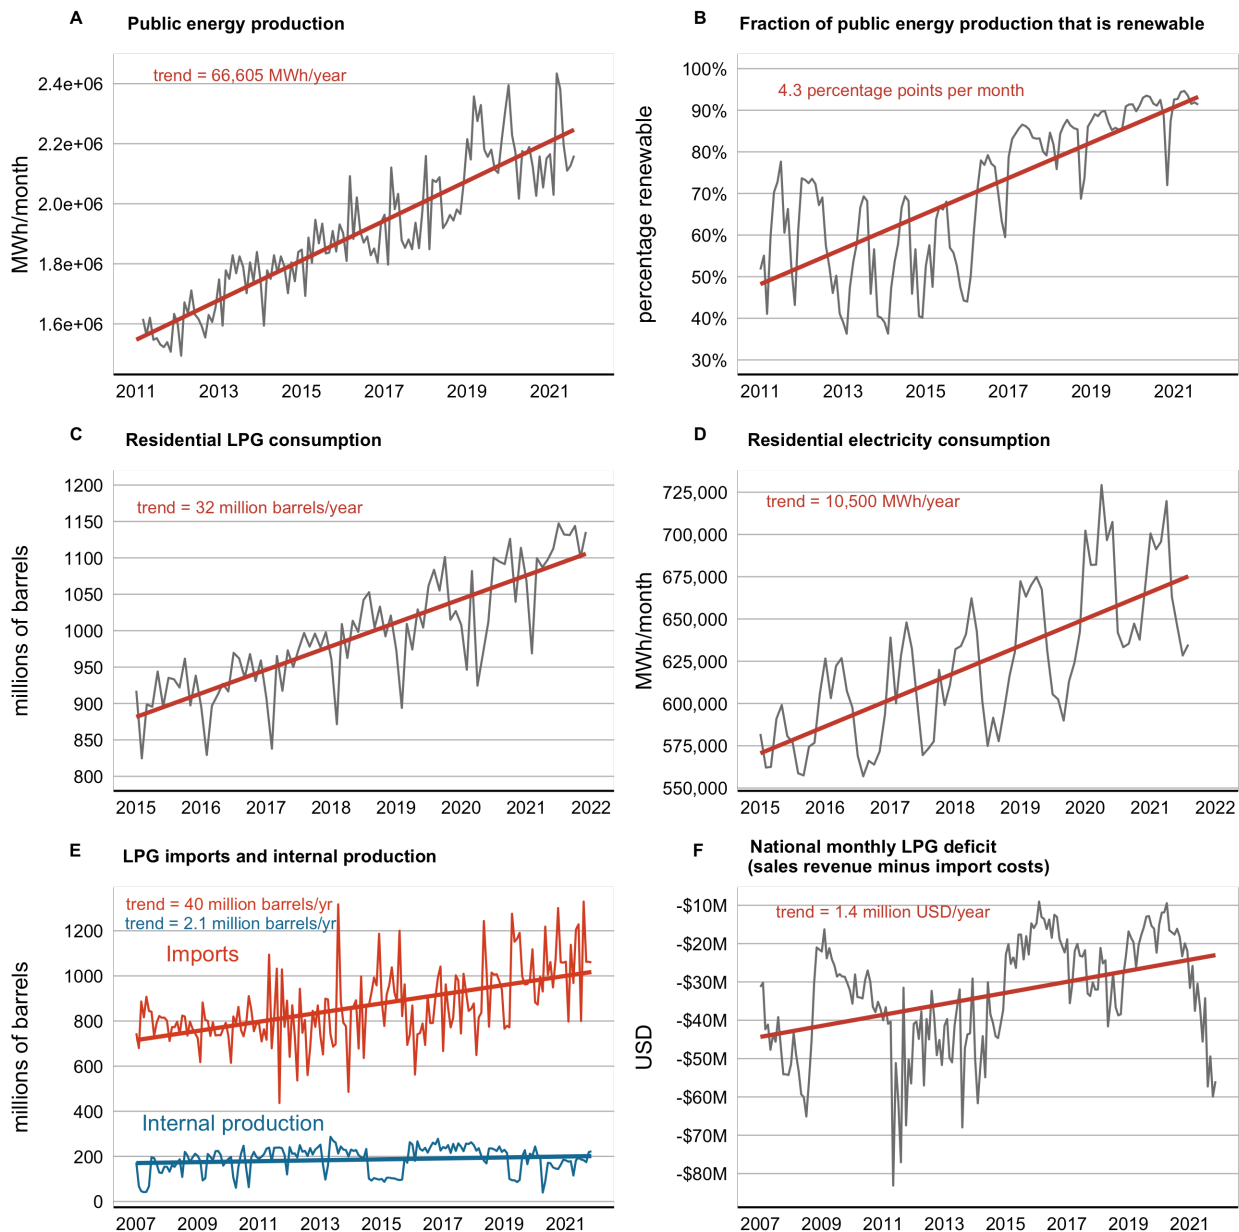 A Public energy production
trend = 66,605 MWh/year
MWh/month
2.4e+06
2.2e+06
2.0e+06
1.8e+06
1.6e+06
2011 2013 2015 2017 2019 2021
B Fraction of public energy production that is renewable
4.3 percentage points per month
percentage renewable
100%
90%
80%
70%
60%
50%
40%
30%
2011 2013 2015 2017 2019 2021
C Residential LPG consumption
trend = 32 million barrels/year
millions of barrels
1200
1150
1100
1050
1000
950
900
850
800
2015 2016 2017 2018 2019 2020 2021 2022
D Residential electricity consumption
trend = 10,500 MWh/year
MWh/month
725,000
700,000
675,000
650,000
625,000
600,000
575,000
550,000
2015 2016 2017 2018 2019 2020 2021 2022
E LPG imports and internal production
trend = 40 million barrels/yr
trend = 2.1 million barrels/yr
Imports
Internal production
millions of barrels
1200
1000
800
600
400
200
0
2007 2009 2011 2013 2015 2017 2019 2021
F National monthly LPG deficit
(sales revenue minus import costs)
trend = 1.4 million USD/year
USD
-$10M
-$20M
-$30M
-$40M
-$50M
-$60M
-$70M
-$80M
2007 2009 2011 2013 2015 2017 2019 2021